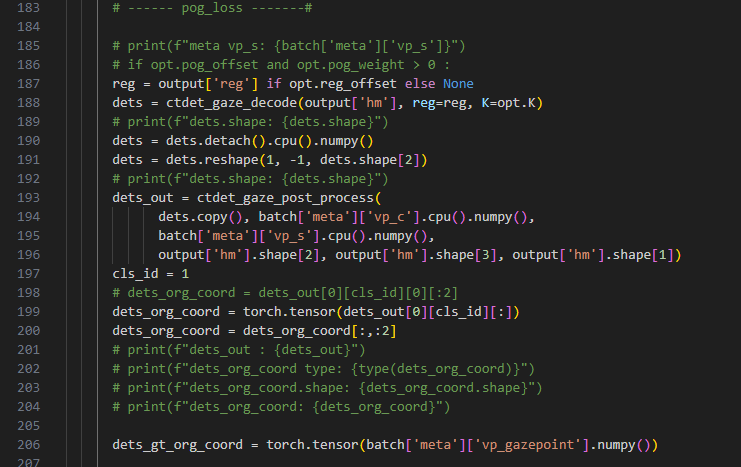 183 # ------ pog_loss -------#
184
185 # print(f"meta vp_s: {batch['meta']['vp_s']}")
186 # if opt.pog_offset and opt.pog_weight > 0 :
187 reg = output['reg'] if opt.reg_offset else None
188 dets = ctdet_gaze_decode(output['hm'], reg=reg, K=opt.K)
189 # print(f"dets.shape: {dets.shape}")
190 dets = dets.detach().cpu().numpy()
191 dets = dets.reshape(1, -1, dets.shape[2])
192 # print(f"dets.shape: {dets.shape}")
193 dets_out = ctdet_gaze_post_process(
194 dets.copy(), batch['meta']['vp_c'].cpu().numpy(),
195 batch['meta']['vp_s'].cpu().numpy(),
196 output['hm'].shape[2], output['hm'].shape[3], output['hm'].shape[1])
197 cls_id = 1
198 # dets_org_coord = dets_out[0][cls_id][0][:2]
199 dets_org_coord = torch.tensor(dets_out[0][cls_id][:])
200 dets_org_coord = dets_org_coord[:,:2]
201 # print(f"dets_out : {dets_out}")
202 # print(f"dets_org_coord type: {type(dets_org_coord)}")
203 # print(f"dets_org_coord.shape: {dets_org_coord.shape}")
204 # print(f"dets_org_coord: {dets_org_coord}")
205
206 dets_gt_org_coord = torch.tensor(batch['meta']['vp_gazepoint'].numpy())
207